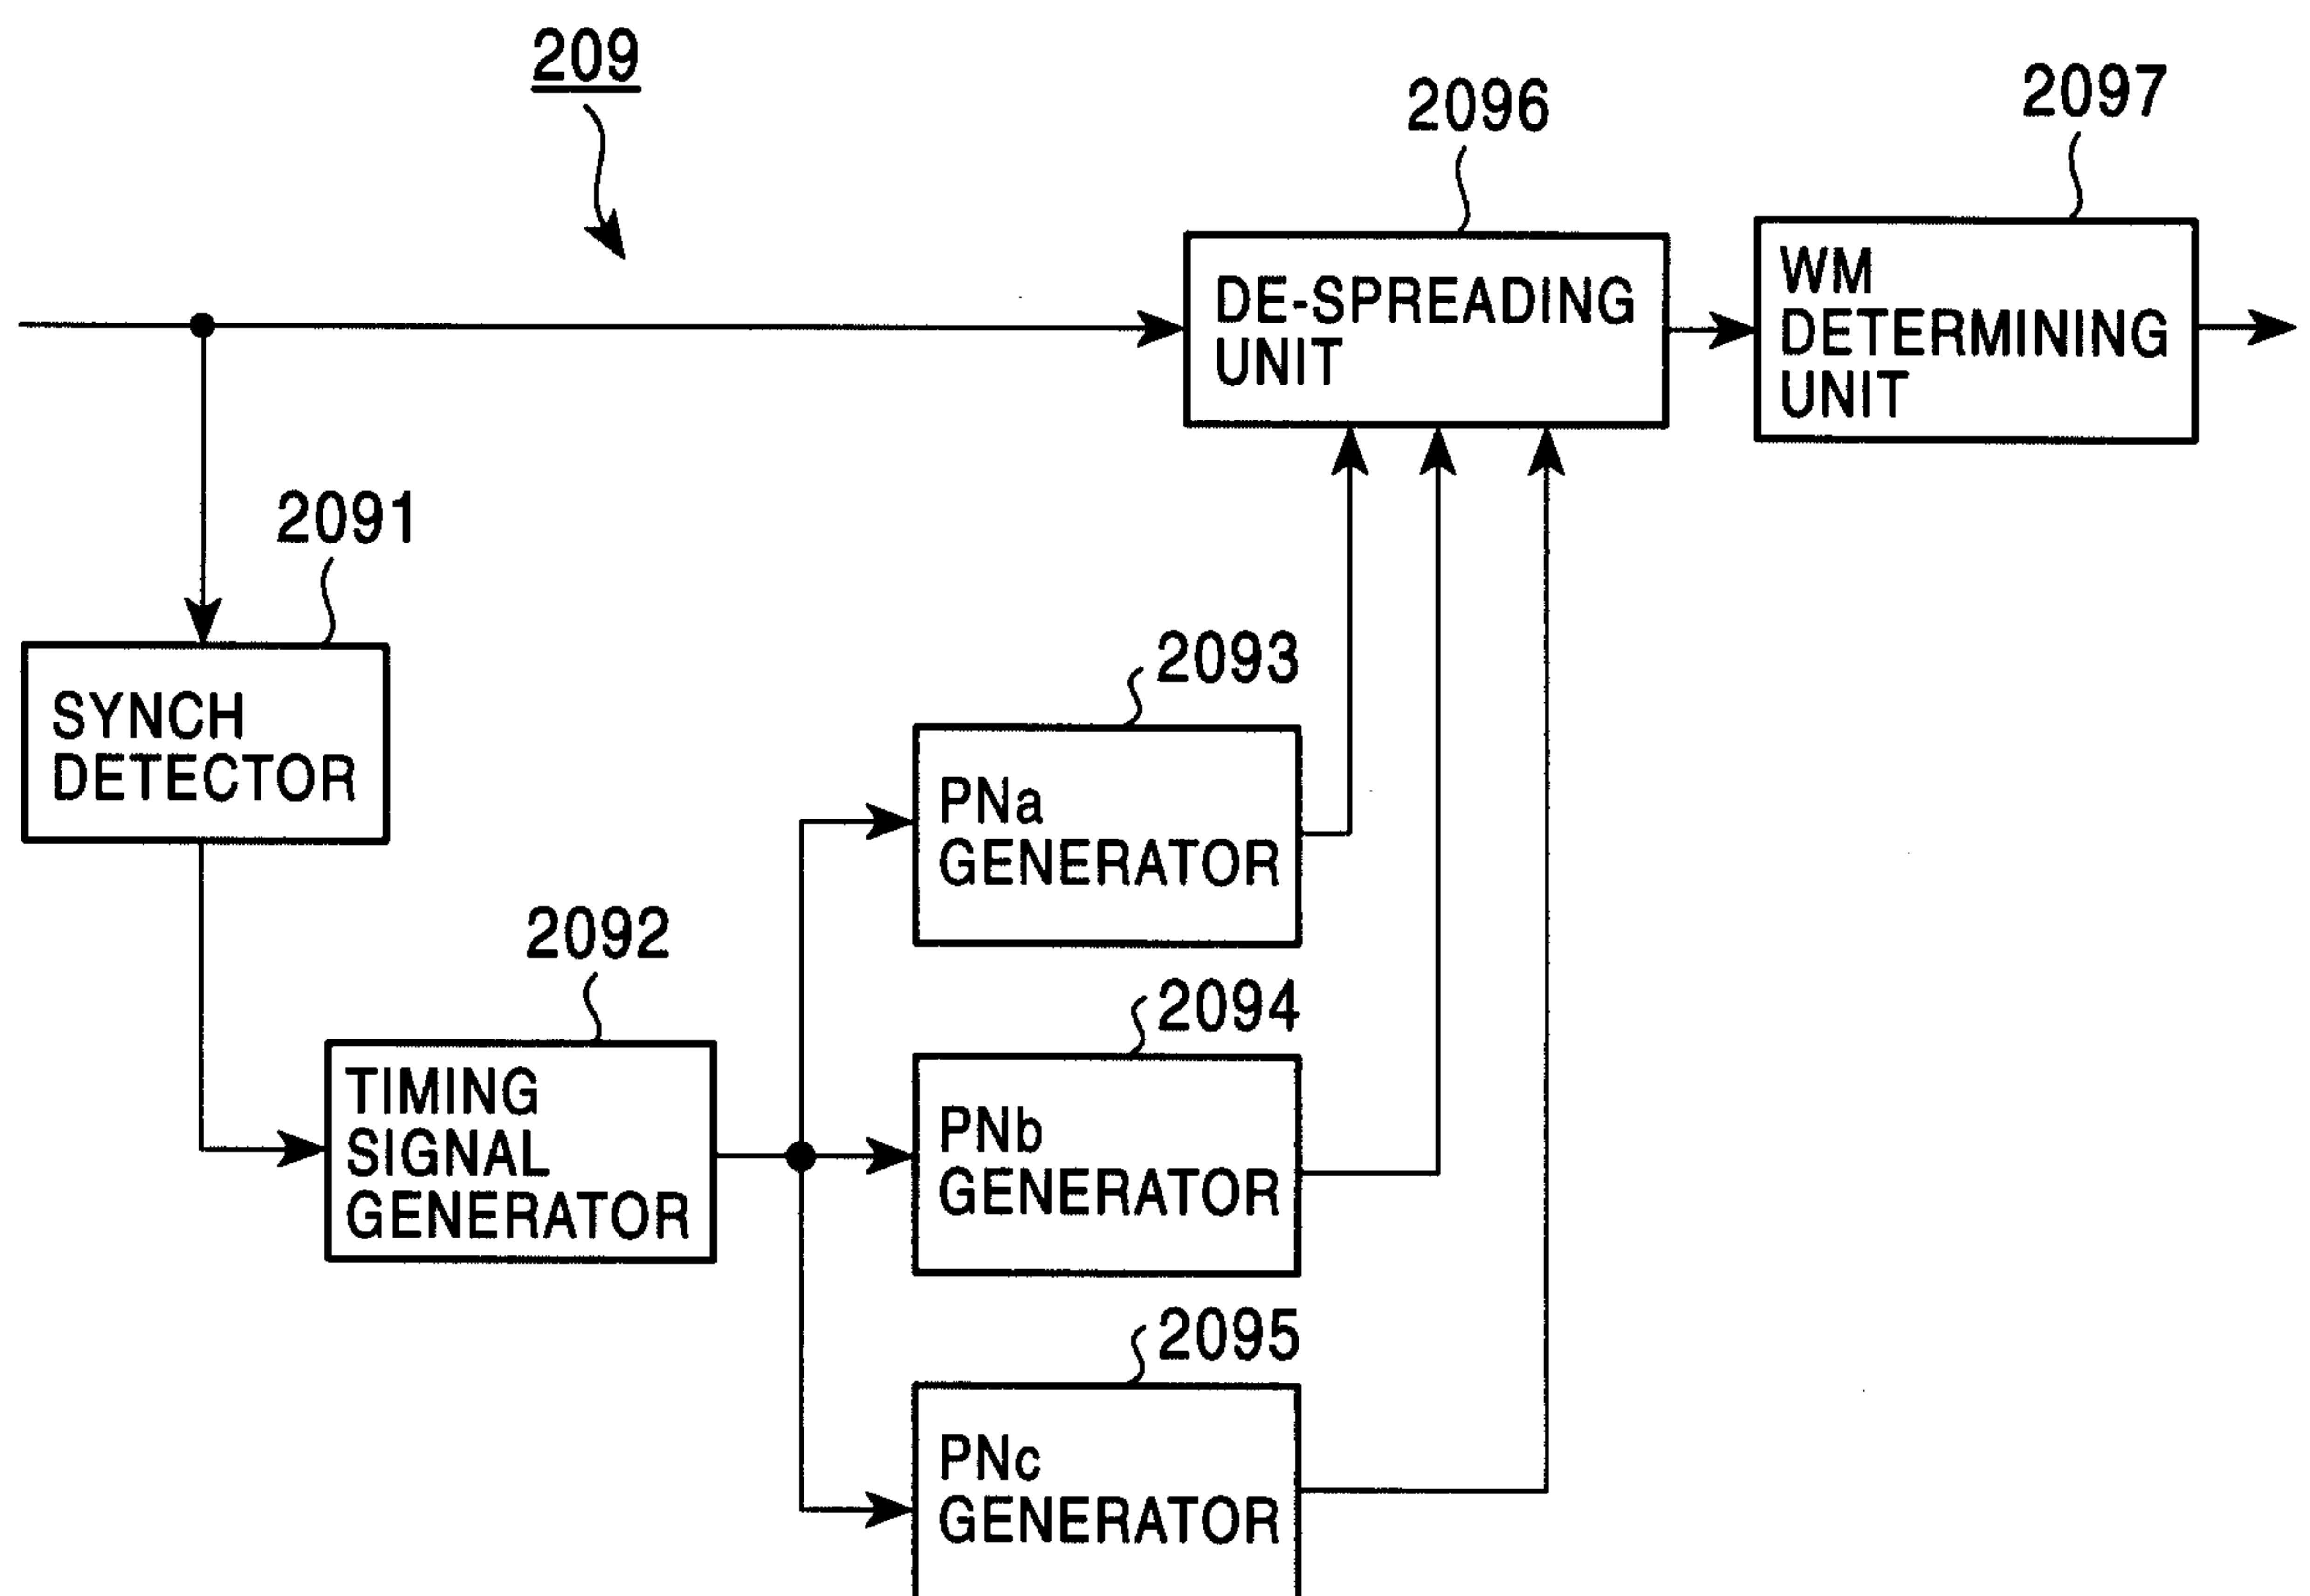 209
2096
2097
DE-SPREADING
UNIT
WM
DETERMINING
UNIT
2091
SYNCH
DETECTOR
2093
PNa
GENERATOR
2092
TIMING
SIGNAL
GENERATOR
2094
PNb
GENERATOR
2095
PNc
GENERATOR